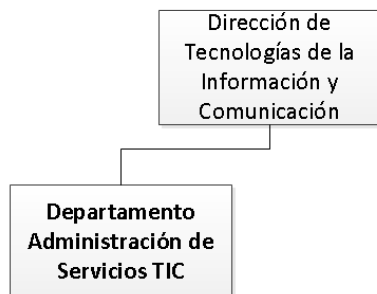 Dirección de
Tecnologías de la
Información y
Comunicación
Departamento
Administración de
Servicios TIC